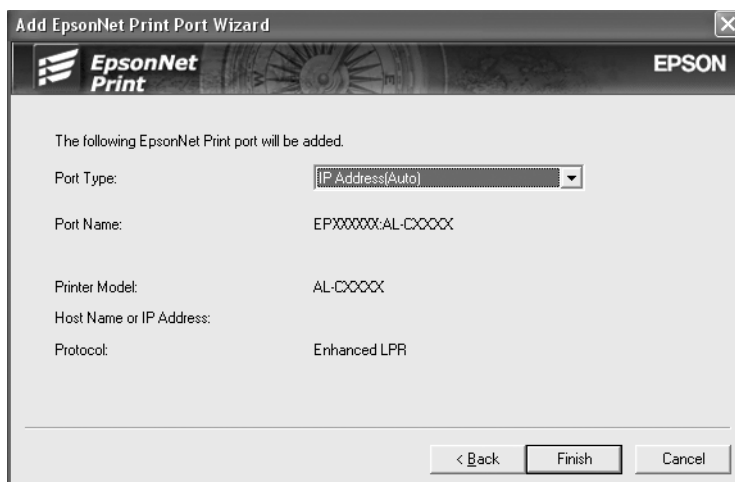 Add EpsonNet Print Port Wizard
EpsonNet
Print
EPSON
The following EpsonNet Print port will be added.
Port Type: IP Address(Auto)
Port Name: EPXXXXXX:AL-CXXXX
Printer Model: AL-CXXXX
Host Name or IP Address:
Protocol: Enhanced LPR
< Back Finish Cancel